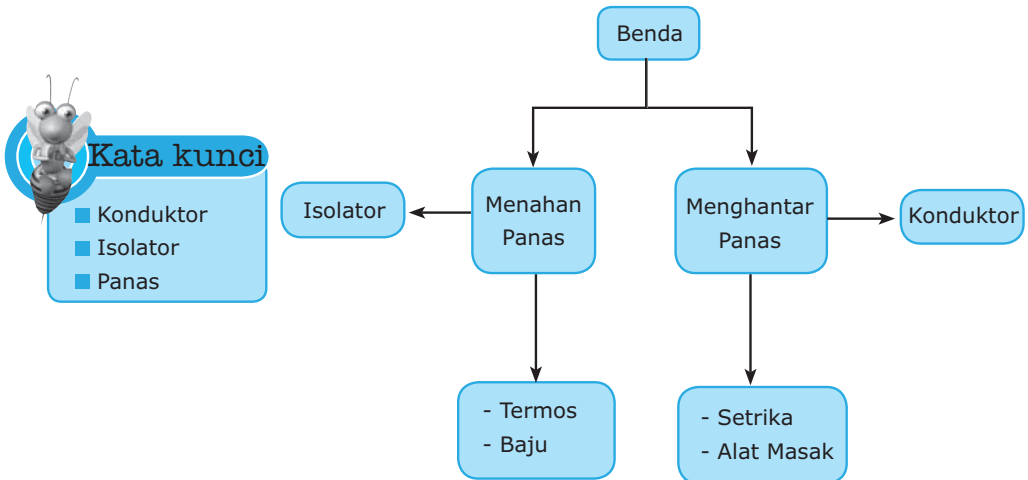 Benda
Kata kunci
Konduktor
Isolator
Panas
Isolator
Menahan
Panas
Menghantar
Panas
Konduktor
- Termos
- Baju
- Setrika
- Alat Masak